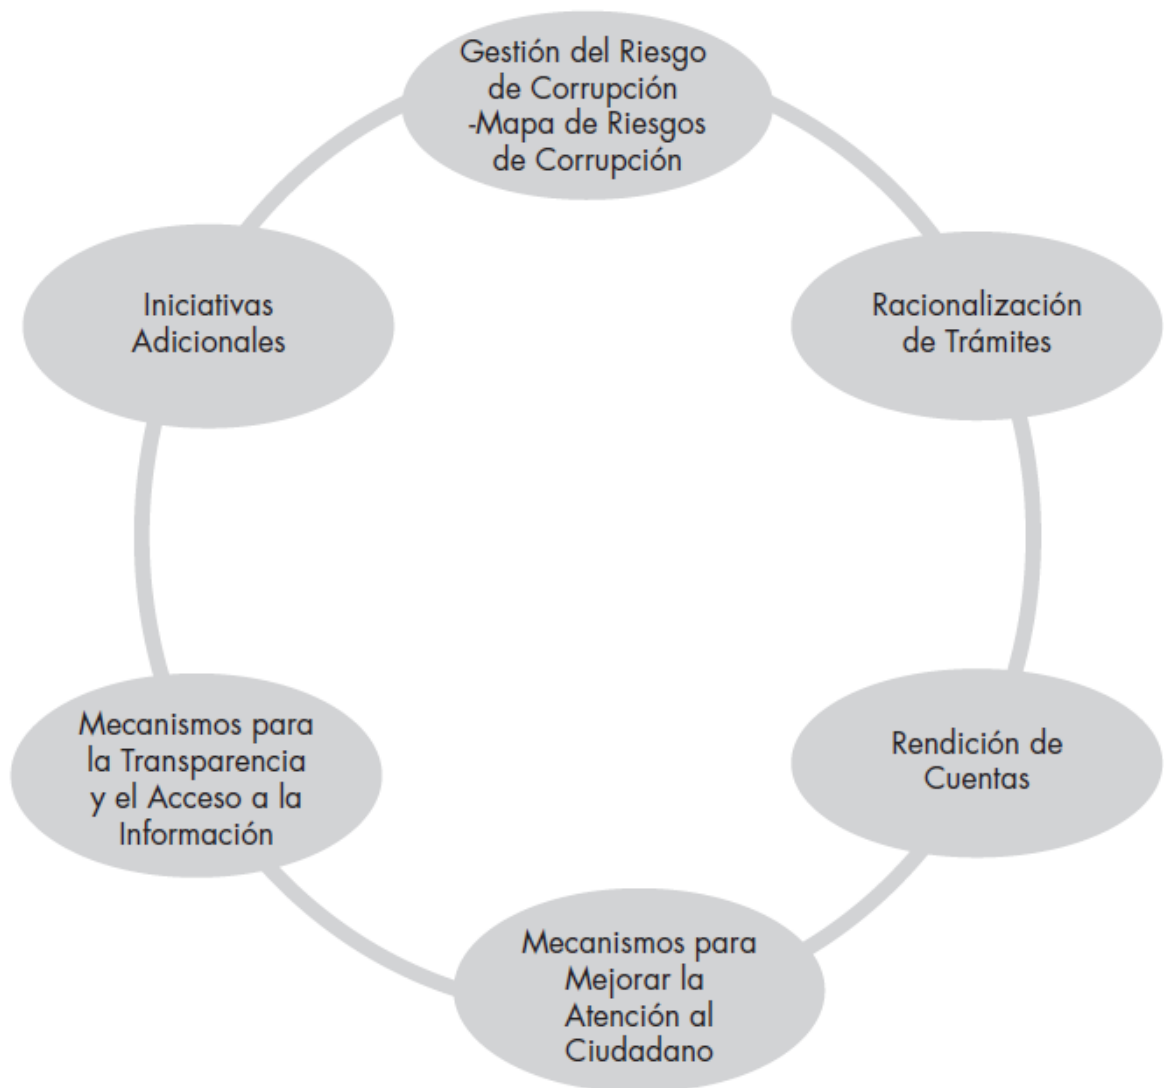 Gestión del Riesgo
de Corrupción
-Mapa de Riesgos
de Corrupción
Racionalización
de Trámites
Rendición de
Cuentas
Mecanismos para
Mejorar la
Atención al
Ciudadano
Mecanismos para
la Transparencia
y el Acceso a la
Información
Iniciativas
Adicionales